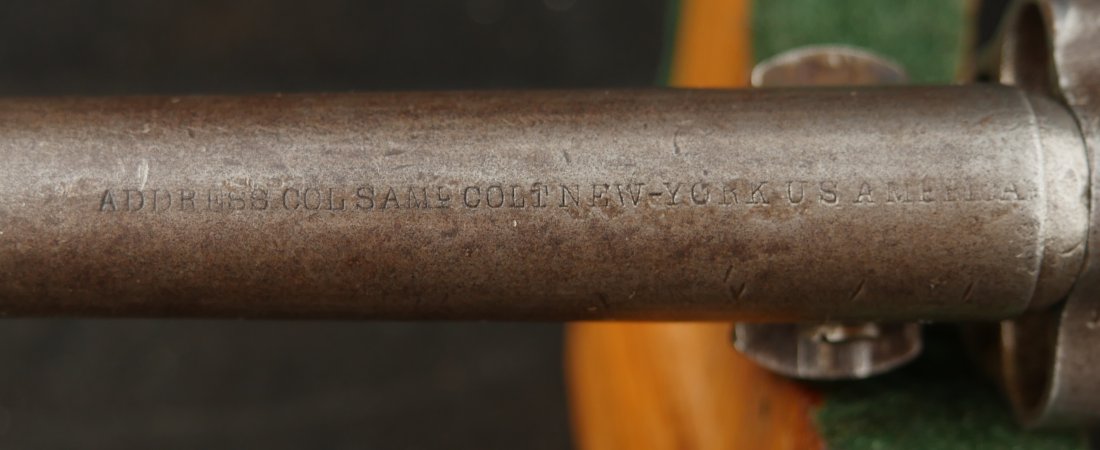 ADDRESS COL SAML COLT NEW-YORK U S AMERICA